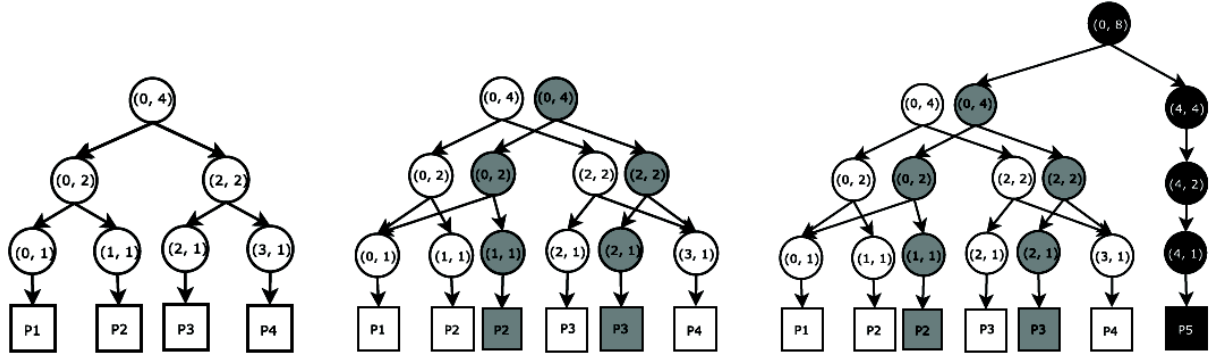 (0, 8)
(0, 4)
(0, 4) (0, 4)
(0, 4) (0, 4) (4, 4)
(0, 2) (2, 2)
(0, 2) (0, 2) (2, 2) (2, 2)
(0, 2) (0, 2) (2, 2) (2, 2) (4, 2)
(0, 1) (1, 1) (2, 1) (3, 1)
(0, 1) (1, 1) (1, 1) (2, 1) (2, 1) (3, 1)
(0, 1) (1, 1) (1, 1) (2, 1) (2, 1) (3, 1) (4, 1)
P1 P2 P3 P4
P1 P2 P2 P3 P3 P4
P1 P2 P2 P3 P3 P4 P5